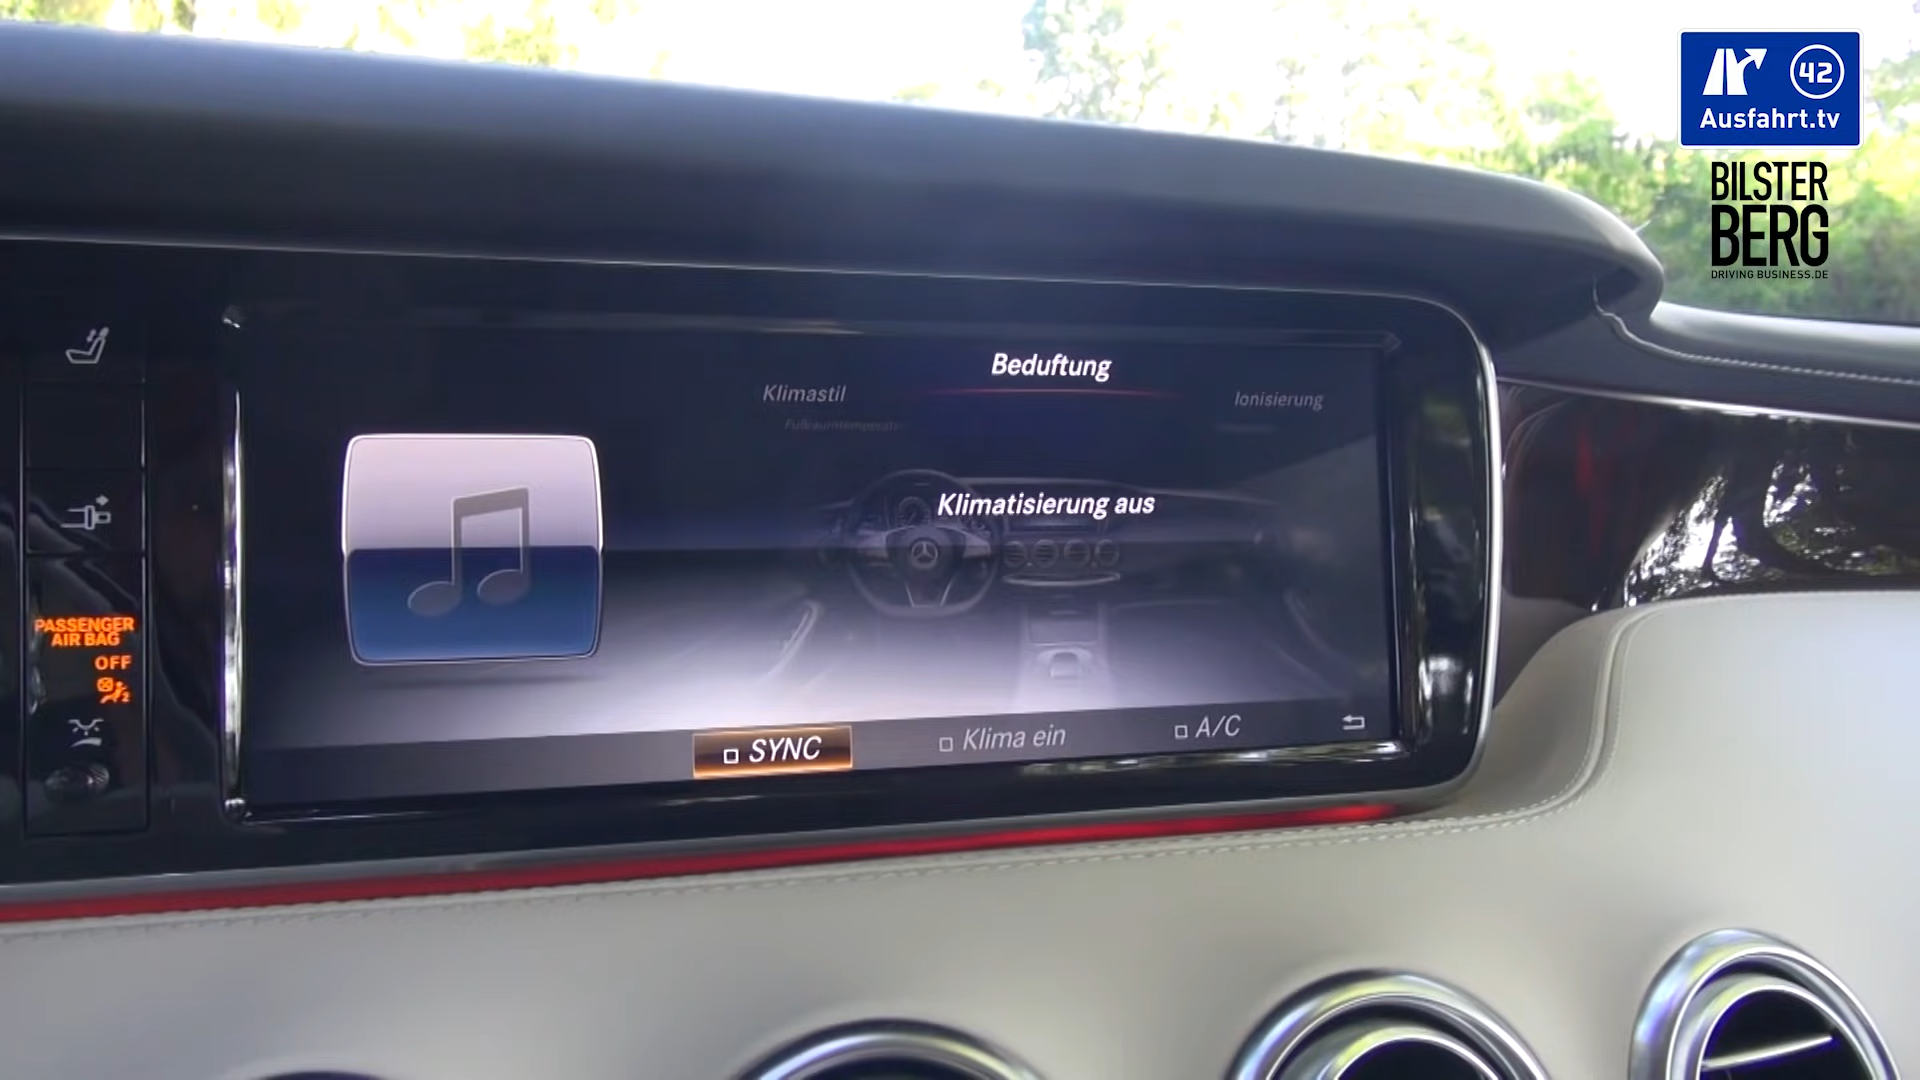 42
Ausfahrt.tv
BILSTER
BERG
DRIVING BUSINESS.DE
Beduftung
Klimastil
Ionisierung
Fußraumtemperatur
Klimatisierung aus
PASSENGER
AIR BAG
OFF
SYNC
Klima ein
A/C